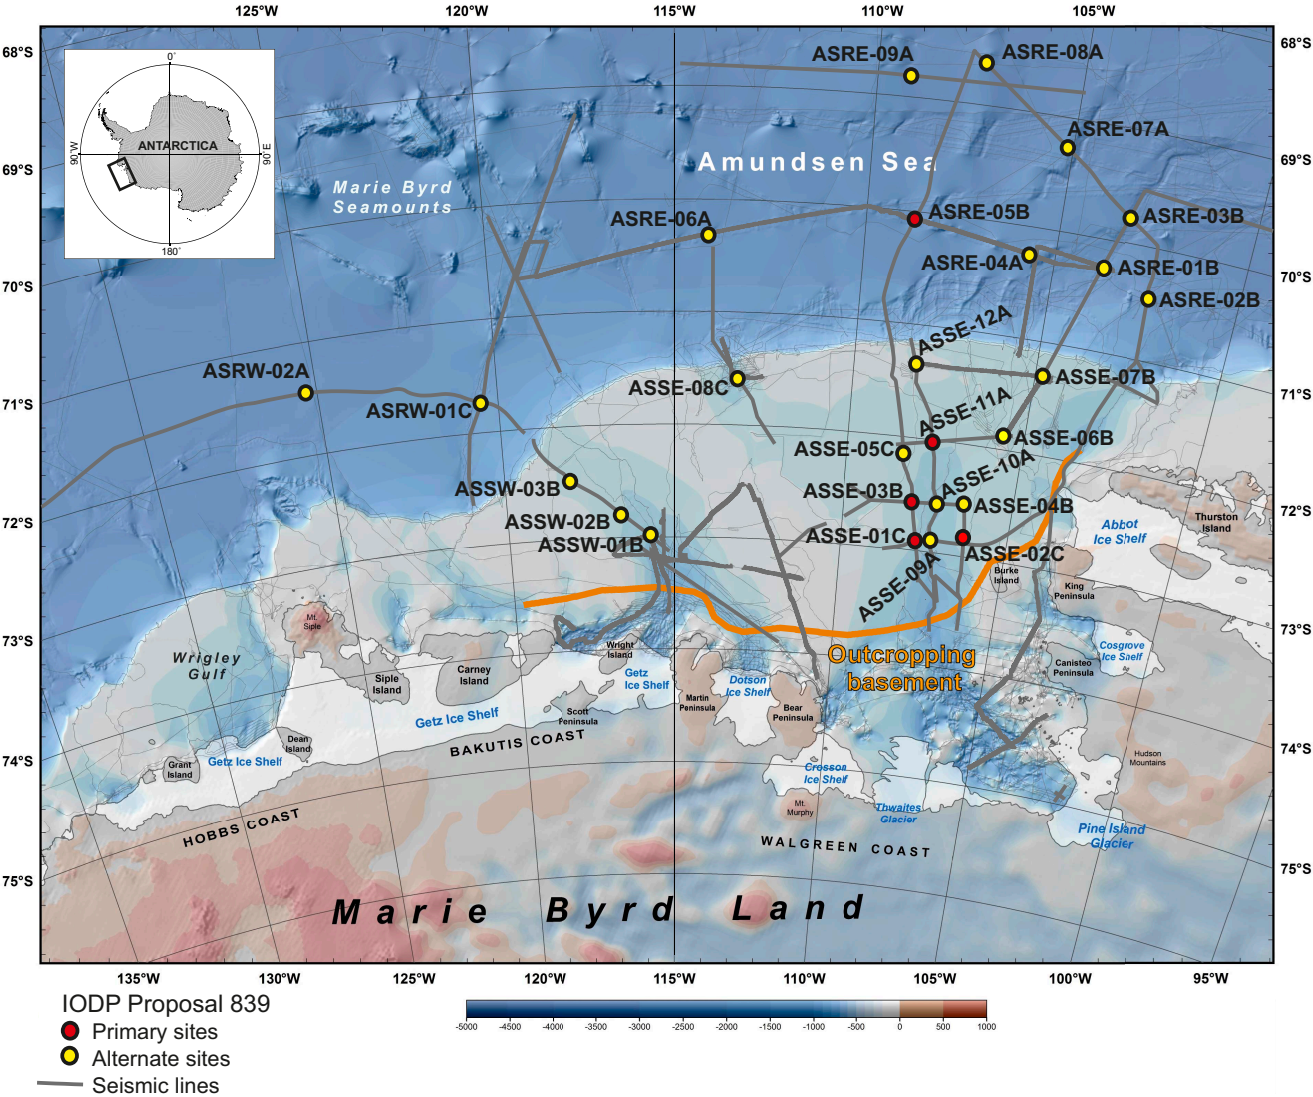 125°W 120°W 115°W 110°W 105°W
68°S
68°S
0°
90°W
ANTARCTICA
90°E
180°
ASRE-09A
ASRE-08A
ASRE-07A
69°S
69°S
Amundsen Sea
Marie Byrd
Seamounts
ASRE-06A
ASRE-05B
ASRE-03B
ASRE-04A
ASRE-01B
70°S
70°S
ASRE-02B
ASSE-12A
ASRW-02A
ASSE-08C
ASSE-07B
71°S
71°S
ASRW-01C
ASSE-11A
ASSE-06B
ASSE-05C
ASSE-10A
ASSW-03B
ASSE-03B
ASSE-04B
72°S
72°S
ASSW-02B
ASSW-01B
ASSE-01C
ASSE-02C
ASSE-09A
Abbot
Ice Shelf
Thurston
Island
Burke
Island
King
Peninsula
73°S
73°S
Mt.
Siple
Wrigley
Gulf
Wright
Island
Cosgrove
Ice Shelf
Outcropping
basement
Canisteo
Peninsula
Siple
Island
Carney
Island
Getz
Ice Shelf
Dotson
Ice Shelf
Martin
Peninsula
Bear
Peninsula
Getz Ice Shelf
Scott
Peninsula
BAKUTIS COAST
Dean
Island
Getz Ice Shelf
Grant
Island
74°S
74°S
Hudson
Mountains
Crosson
Ice Shelf
Mt.
Murphy
Thwaites
Glacier
Pine Island
Glacier
HOBBS COAST
WALGREEN COAST
75°S
75°S
Marie Byrd Land
135°W 130°W 125°W 120°W 115°W 110°W 105°W 100°W 95°W
IODP Proposal 839
Primary sites
Alternate sites
Seismic lines
-5000 -4500 -4000 -3500 -3000 -2500 -2000 -1500 -1000 -500 0 500 1000